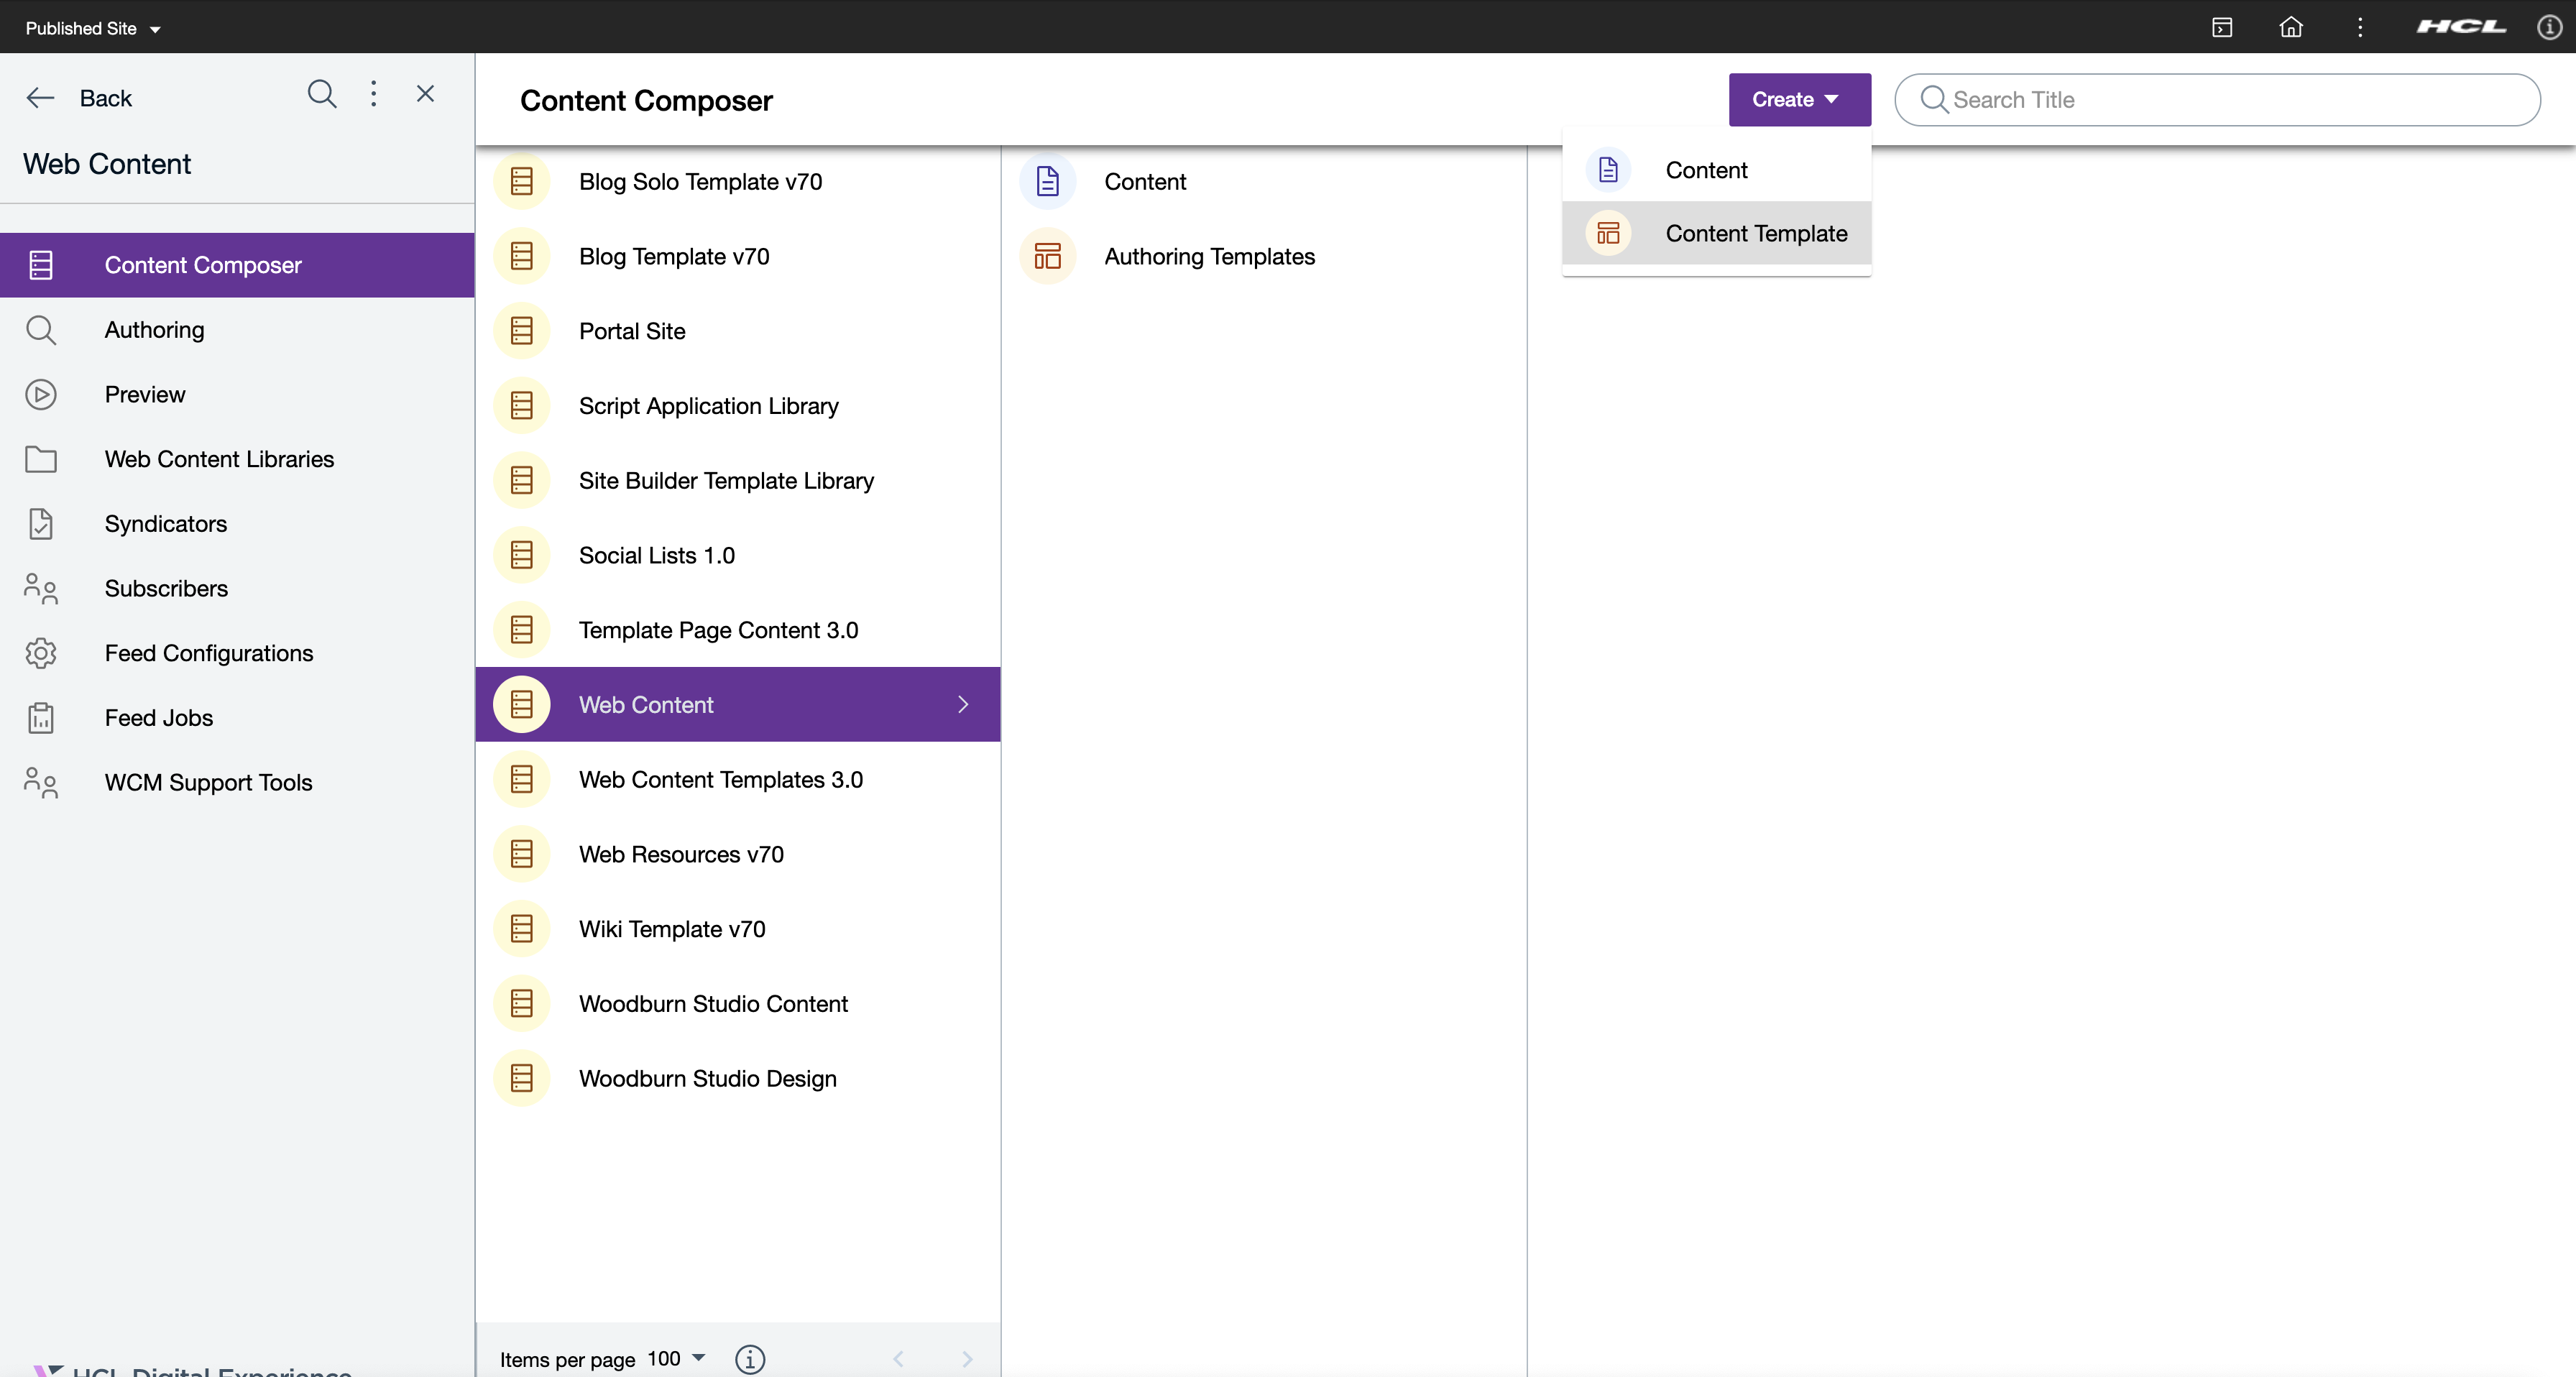 Published Site
HCL
Back
Web Content
Content Composer
Authoring
Preview
Web Content Libraries
Syndicators
Subscribers
Feed Configurations
Feed Jobs
WCM Support Tools
HCL Digital Experience
Content Composer
Create
Search Title
Blog Solo Template v70
Blog Template v70
Portal Site
Script Application Library
Site Builder Template Library
Social Lists 1.0
Template Page Content 3.0
Web Content
Web Content Templates 3.0
Web Resources v70
Wiki Template v70
Woodburn Studio Content
Woodburn Studio Design
Items per page 100
Content
Authoring Templates
Content
Content Template